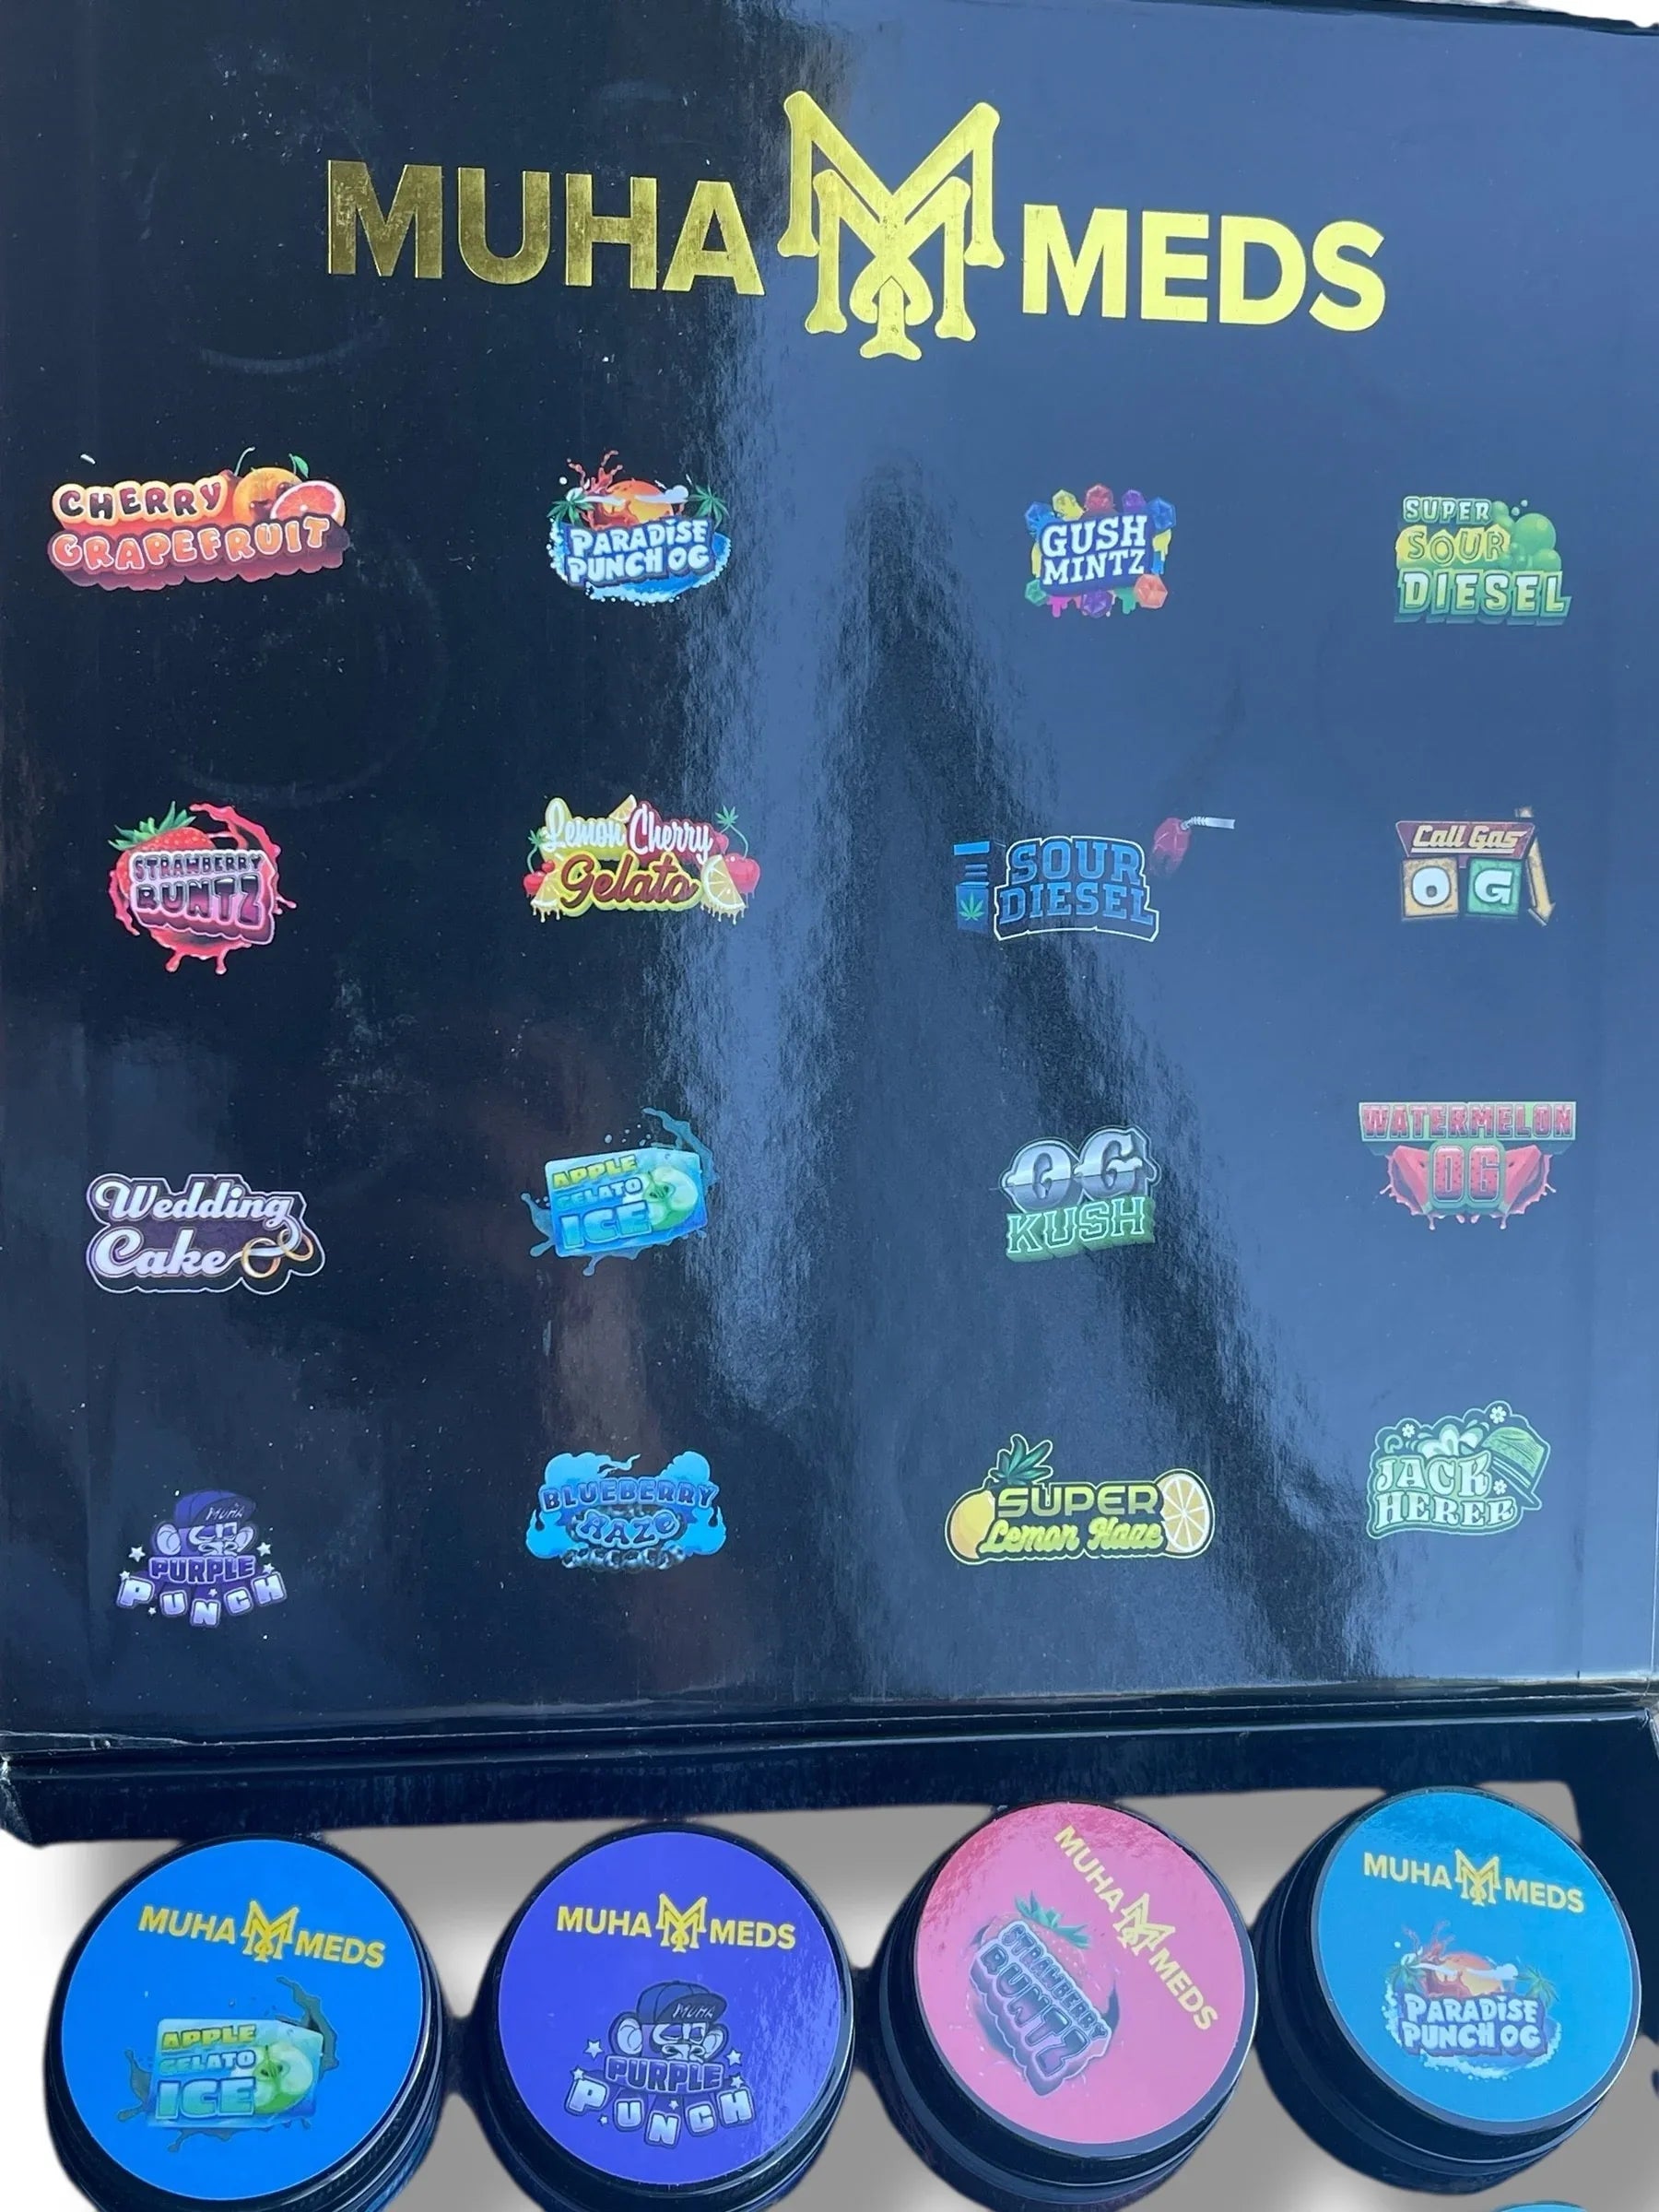 MUHA MEDS
CHERRY
GRAPEFRUIT
PARADISE
PUNCH OG
GUSH
MINTZ
SUPER
SOUR
DIESEL
STRAWBERRY
RUNTZ
Lemon Cherry
Gelato
SOUR
DIESEL
Cali Gas
OG
Wedding
Cake
APPLE
GELATO
ICE
OG
KUSH
WATERMELON
OG
MUHA
PURPLE
PUNCH
BLUEBERRY
HAZE
SUPER
Lemon Haze
JACK
HERER
MUHA MEDS
APPLE
GELATO
ICE
MUHA MEDS
MUHA
PURPLE
PUNCH
MUHA MEDS
STRAWBERRY
RUNTZ
MUHA MEDS
PARADISE
PUNCH OG